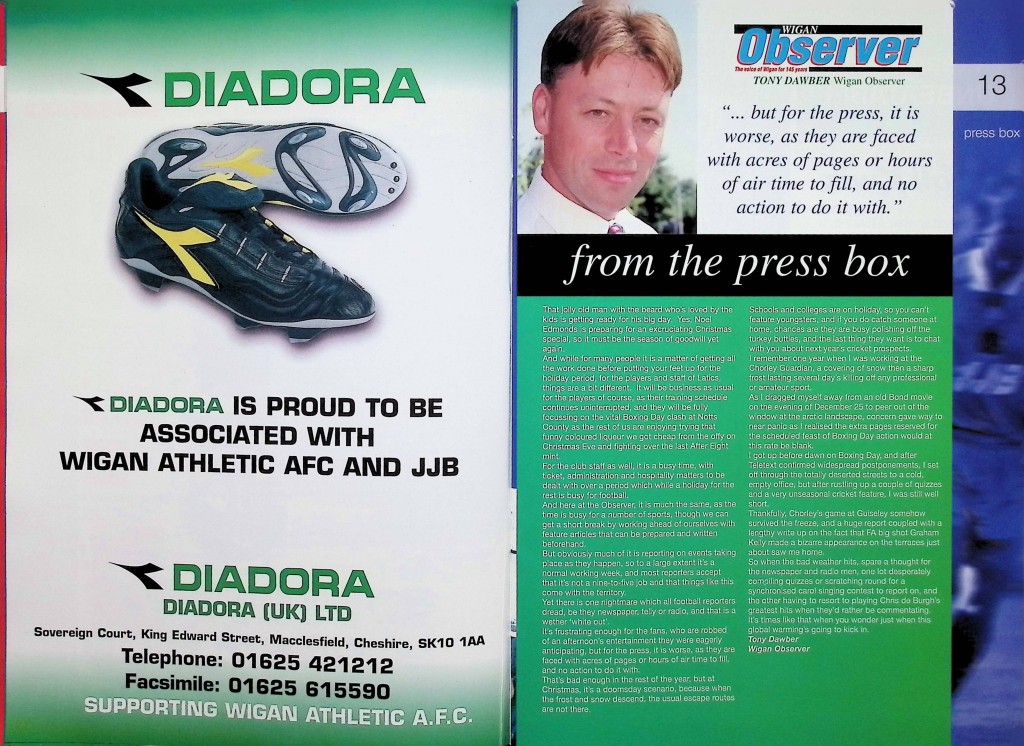 DIADORA
DIADORA IS PROUD TO BE
ASSOCIATED WITH
WIGAN ATHLETIC AFC AND JJB
DIADORA
DIADORA (UK) LTD
Sovereign Court, King Edward Street, Macclesfield, Cheshire, SK10 1AA
Telephone: 01625 421212
Facsimile: 01625 615590
SUPPORTING WIGAN ATHLETIC A.F.C.
WIGAN
Observer
The voice of Wigan for 145 years
TONY DAWBER Wigan Observer
"... but for the press, it is
worse, as they are faced
with acres of pages or hours
of air time to fill, and no
action to do it with."
13
press box
from the press box
That jolly old man with the beard who's loved by the
kids is getting ready for his big day. Yes, Noel
Edmonds is preparing for an excruciating Christmas
special, so it must be the season of goodwill yet
again.
And while for many people it is a matter of getting all
the work done before putting your feet up for the
holiday period, for the players and staff of Latics,
things are a bit different. It will be business as usual
for the players of course, as their training schedule
continues uninterrupted, and they will be fully
focussing on the vital Boxing Day clash at Notts
County as the rest of us are enjoying trying that
funny coloured liqueur we got cheap from the offy on
Christmas Eve and fighting over the last After Eight
mint.
For the club staff as well, it is a busy time, with
ticket, administration and hospitality matters to be
dealt with over a period which while a holiday for the
rest is busy for football.
And here at the Observer, it is much the same, as the
time is busy for a number of sports, though we can
get a short break by working ahead of ourselves with
feature articles that can be prepared and written
beforehand.
But obviously much of it is reporting on events taking
place as they happen, so to a large extent it's a
normal working week, and most reporters accept
that it's not a nine-to-five job and that things like this
come with the territory.
Yet there is one nightmare which all football reporters
dread, be they newspaper, telly or radio, and that is a
wether 'white out'.
It's frustrating enough for the fans, who are robbed
of an afternoon's entertainment they were eagerly
anticipating, but for the press, it is worse, as they are
faced with acres of pages or hours of air time to fill,
and no action to do it with.
That's bad enough in the rest of the year, but at
Christmas, it's a doomsday scenario, because when
the frost and snow descend, the usual escape routes
are not there.
Schools and colleges are on holiday, so you can't
feature youngsters, and if you do catch someone at
home, chances are they are busy polishing off the
turkey butties, and the last thing they want is to chat
with you about next year's cricket prospects.
I remember one year when I was working at the
Chorley Guardian, a covering of snow then a sharp
frost lasting several day's killing off any professional
or amateur sport.
As I dragged myself away from an old Bond movie
on the evening of December 25 to peer out of the
window at the arctic landscape, concern gave way to
near panic as I realised the extra pages reserved for
the scheduled feast of Boxing Day action would at
this rate be blank.
I got up before dawn on Boxing Day, and after
Teletext confirmed widespread postponements, I set
off through the totally deserted streets to a cold,
empty office, but after rustling up a couple of quizzes
and a very unseasonal cricket feature, I was still well
short.
Thankfully, Chorley's game at Guiseley somehow
survived the freeze, and a huge report coupled with a
lengthy write up on the fact that FA big shot Graham
Kelly made a bizarre appearance on the terraces just
about saw me home.
So when the bad weather hits, spare a thought for
the newspaper and radio men, one lot desperately
compiling quizzes or scratching round for a
synchronised carol singing contest to report on, and
the other having to resort to playing Chris de Burgh's
greatest hits when they'd rather be commentating.
It's times like that when you wonder just when this
global warming's going to kick in.
Tony Dawber
Wigan Observer